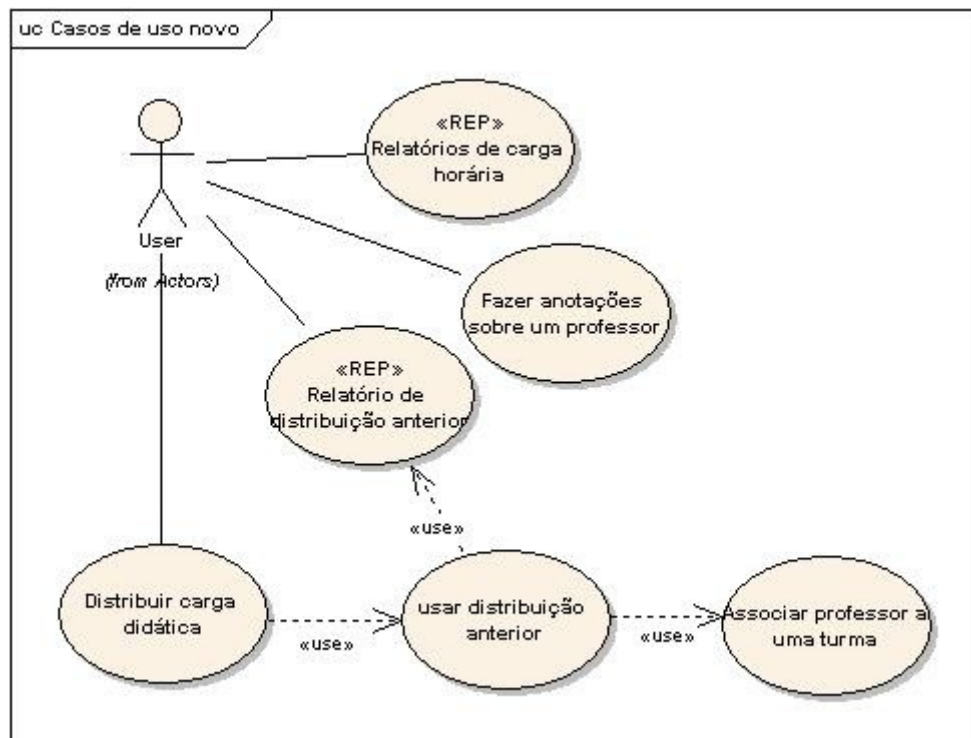 uc Casos de uso novo
«REP»
Relatórios de carga
horária
User
(from Actors)
Fazer anotações
sobre um professor
«REP»
Relatório de
distribuição anterior
«use»
Distribuir carga
didática
«use»
usar distribuição
anterior
«use»
Associar professor a
uma turma